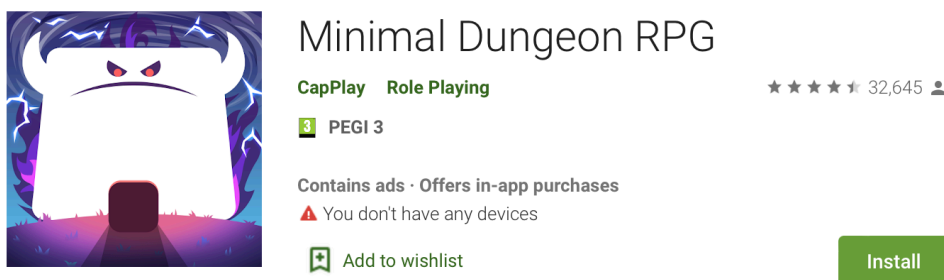 Minimal Dungeon RPG
CapPlay Role Playing 32,645
3 PEGI 3
Contains ads · Offers in-app purchases
You don't have any devices
Add to wishlist
Install